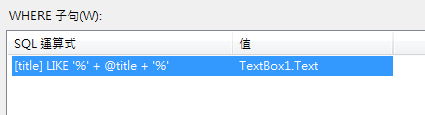 WHERE 子句(W):
SQL 運算式 值
[title] LIKE '%' + @title + '%' TextBox1.Text